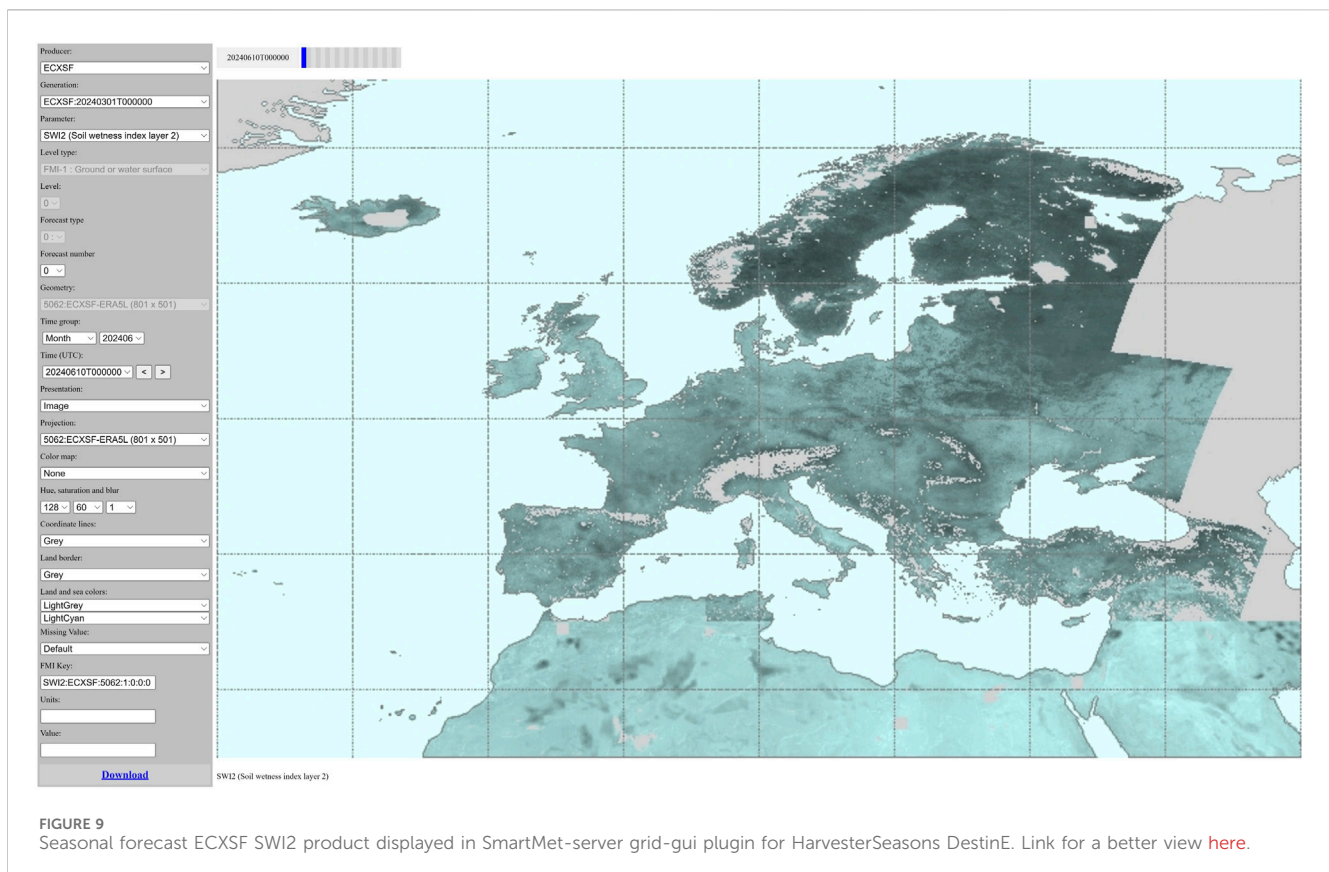 Producer:
ECXSF
20240610T000000
Generation:
ECXSF:20240301T000000
Parameter:
SWI2 (Soil wetness index layer 2)
Level type:
FMI-1 : Ground or water surface
Level:
0
Forecast type
0 :
Forecast number
0
Geometry:
5062:ECXSF-ERA5L (801 x 501)
Time group:
Month 202406
Time (UTC):
20240610T000000 < >
Presentation:
Image
Projection:
5062:ECXSF-ERA5L (801 x 501)
Color map:
None
Hue, saturation and blur
128 60 1
Coordinate lines:
Grey
Land border:
Grey
Land and sea colors:
LightGrey
LightCyan
Missing Value:
Default
FMI Key:
SWI2:ECXSF:5062:1:0:0:0
Units:
Value:
Download
SWI2 (Soil wetness index layer 2)
FIGURE 9
Seasonal forecast ECXSF SWI2 product displayed in SmartMet-server grid-gui plugin for HarvesterSeasons DestinE. Link for a better view here.